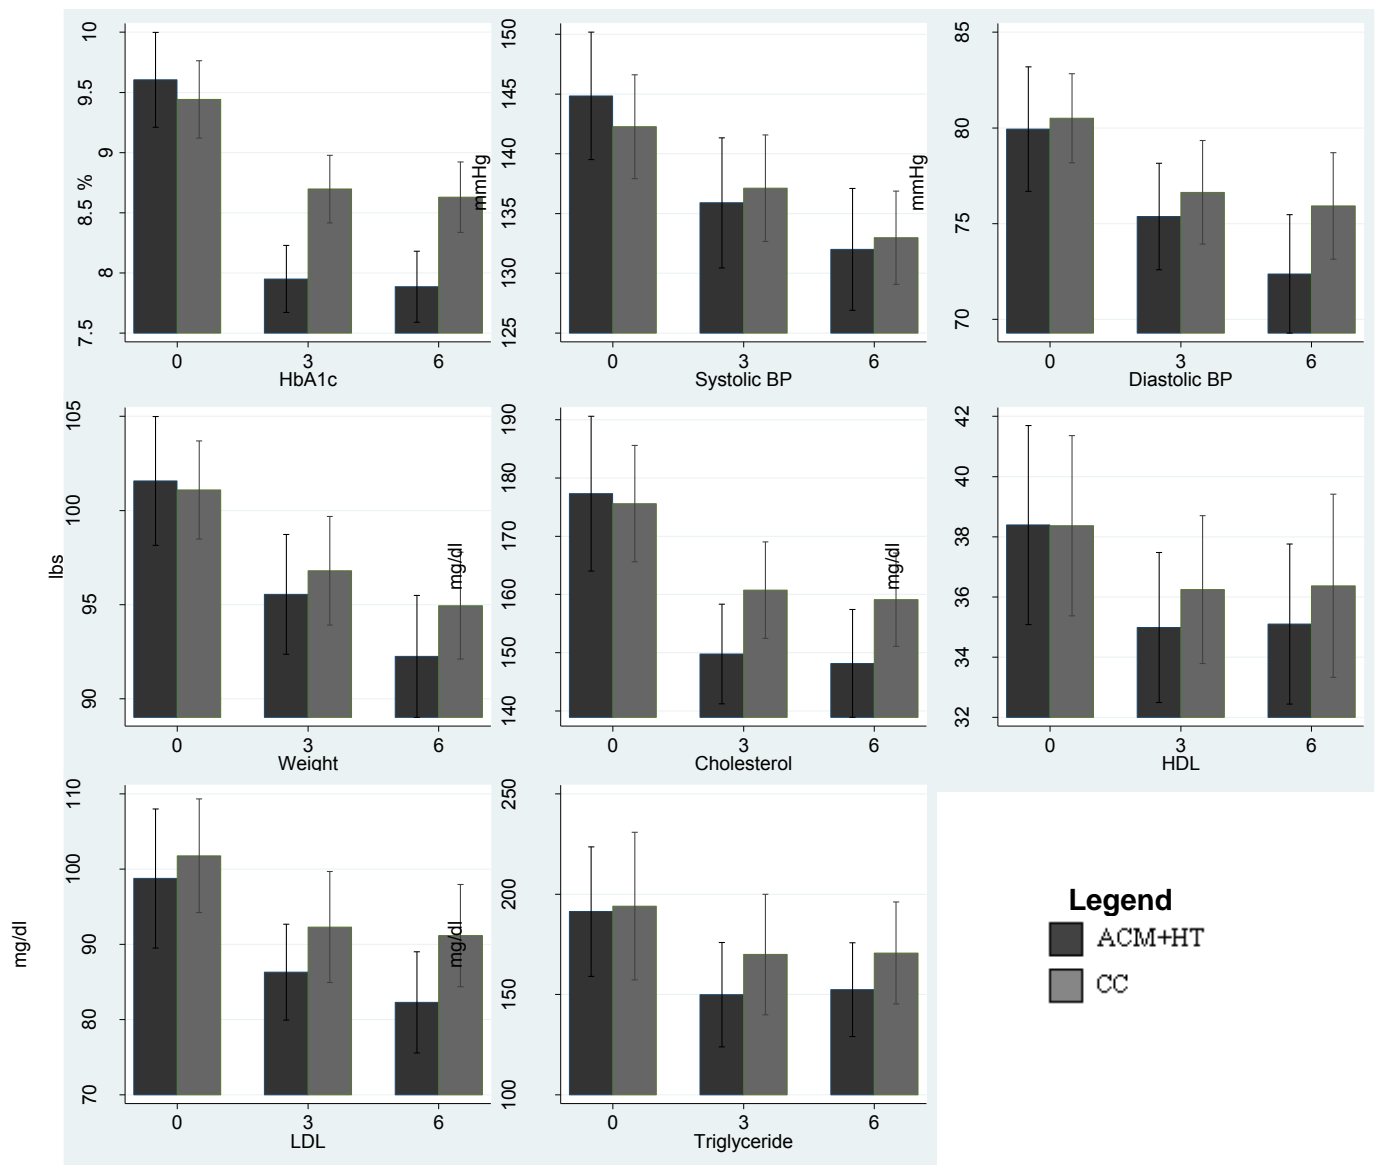 10
9.5
9
8.5
8
7.5
%
0 3 6
HbA1c
150
145
140
135
130
125
mmHg
0 3 6
Systolic BP
85
80
75
70
mmHg
0 3 6
Diastolic BP
105
100
95
90
lbs
0 3 6
Weight
190
180
170
160
150
140
mg/dl
0 3 6
Cholesterol
42
40
38
36
34
32
mg/dl
0 3 6
HDL
110
100
90
80
70
mg/dl
0 3 6
LDL
250
200
150
100
mg/dl
0 3 6
Triglyceride
Legend
ACM+HT
CC